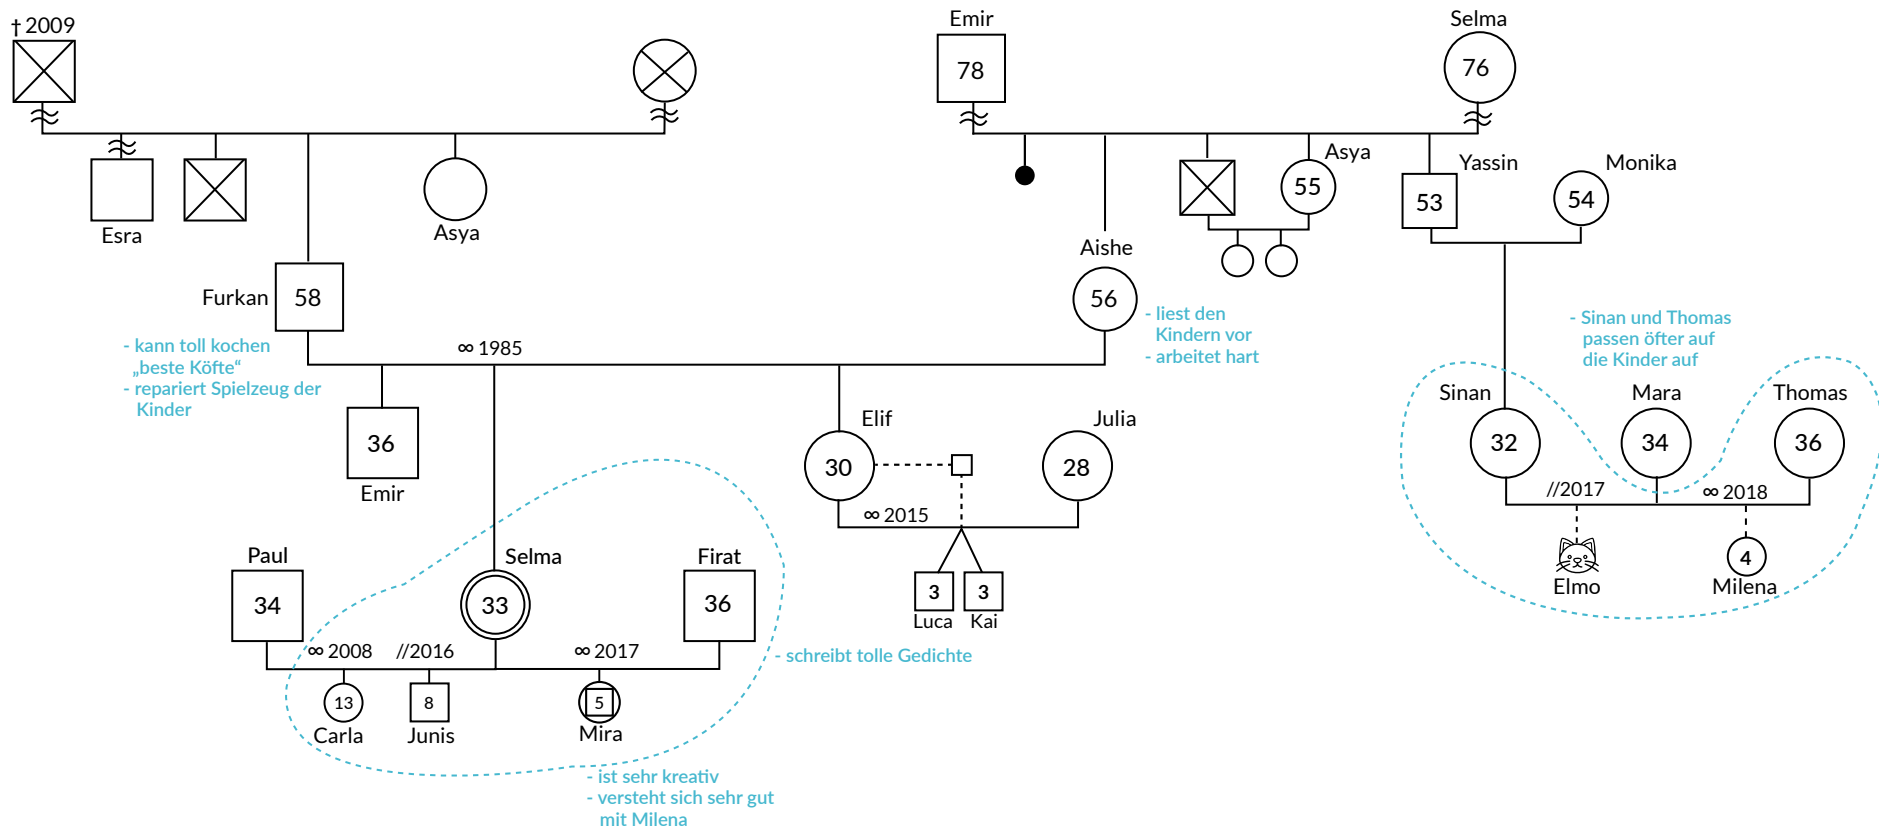 † 2009
Emir
Selma
78
76
Esra
Asya
Asya
55
Yassin
53
Monika
54
Furkan
58
Aishe
56
- kann toll kochen
„beste Köfte“
- repariert Spielzeug der
Kinder
- liest den
Kindern vor
- arbeitet hart
- Sinan und Thomas
passen öfter auf
die Kinder auf
∞ 1985
36
Emir
Elif
30
Julia
28
∞ 2015
3
3
Luca
Kai
Sinan
32
Mara
34
Thomas
36
//2017
∞ 2018
Elmo
4
Milena
Paul
34
Selma
33
Firat
36
∞ 2008
//2016
∞ 2017
13
Carla
8
Junis
5
Mira
- schreibt tolle Gedichte
- ist sehr kreativ
- versteht sich sehr gut
mit Milena